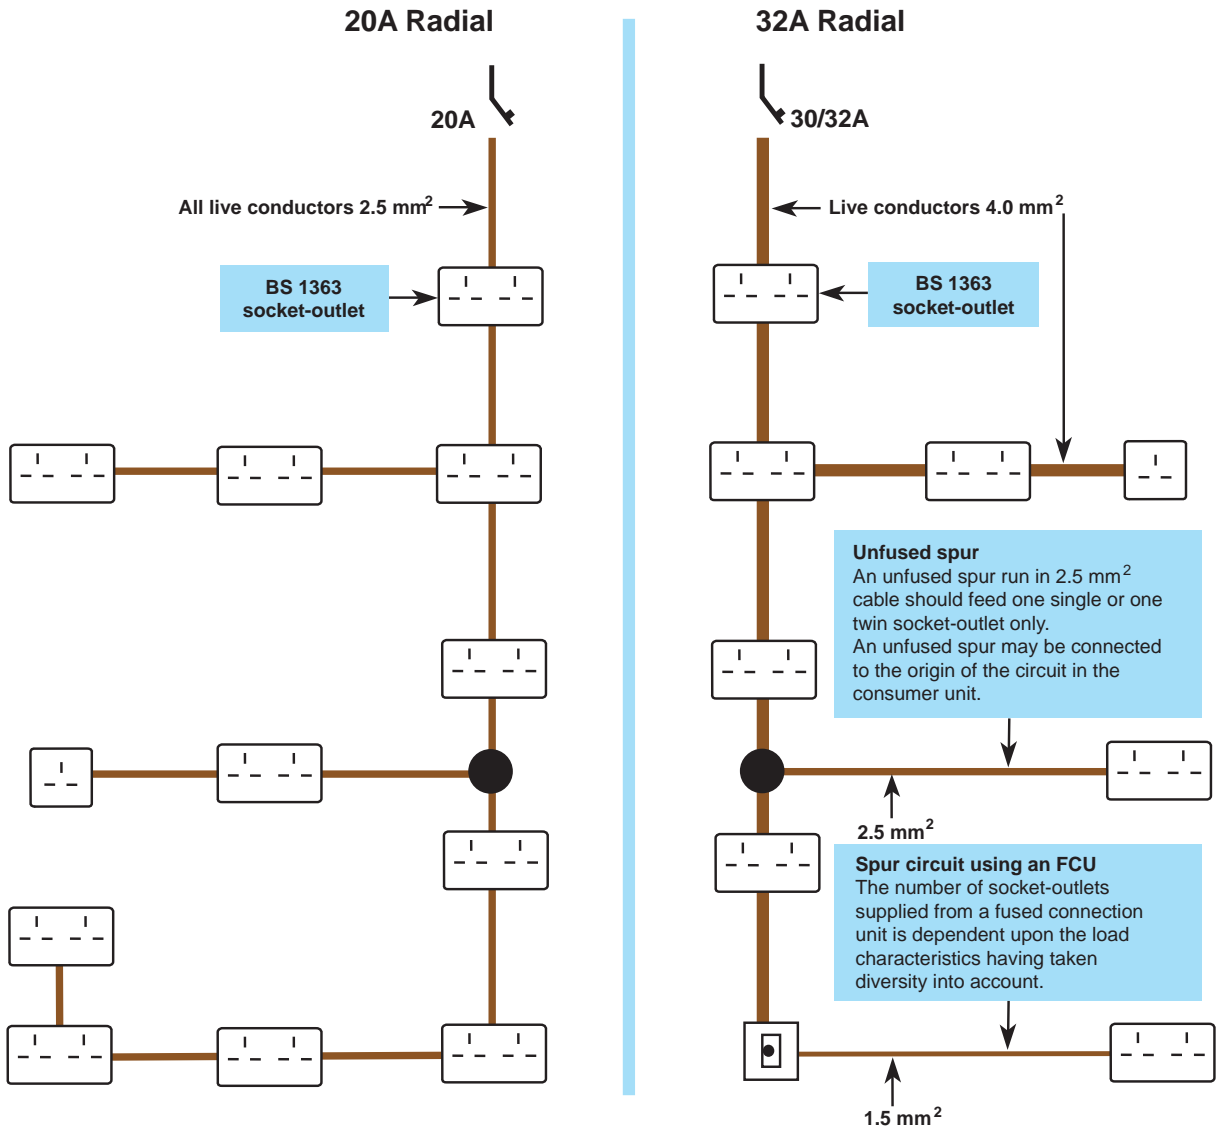 20A Radial
20A
All live conductors 2.5 mm²
BS 1363
socket-outlet
32A Radial
30/32A
Live conductors 4.0 mm²
BS 1363
socket-outlet
Unfused spur
An unfused spur run in 2.5 mm²
cable should feed one single or one
twin socket-outlet only.
An unfused spur may be connected
to the origin of the circuit in the
consumer unit.
2.5 mm²
Spur circuit using an FCU
The number of socket-outlets
supplied from a fused connection
unit is dependent upon the load
characteristics having taken
diversity into account.
1.5 mm²